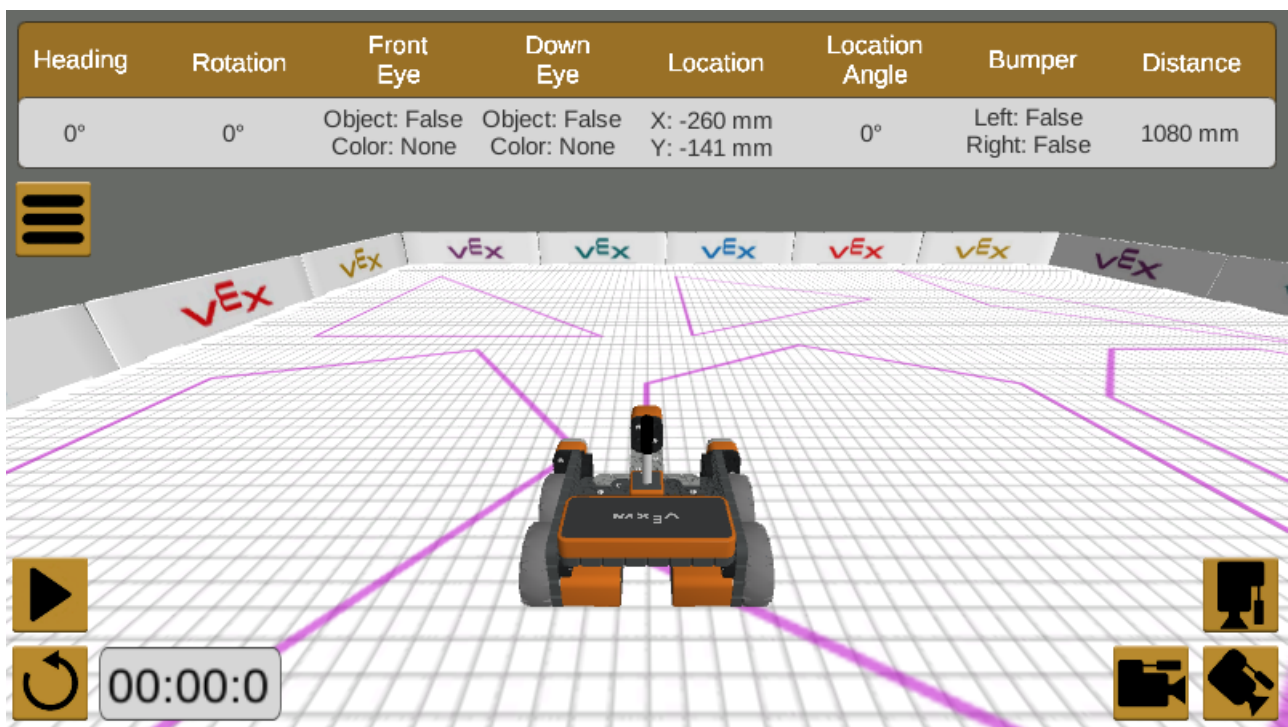 Heading Rotation Front Eye Down Eye Location Location Angle Bumper Distance
0° 0° Object: False Object: False X: -260 mm 0° Left: False 1080 mm
Color: None Color: None Y: -141 mm Right: False
VEX VEX VEX VEX VEX VEX VEX VEX
VEX VR
00:00:0